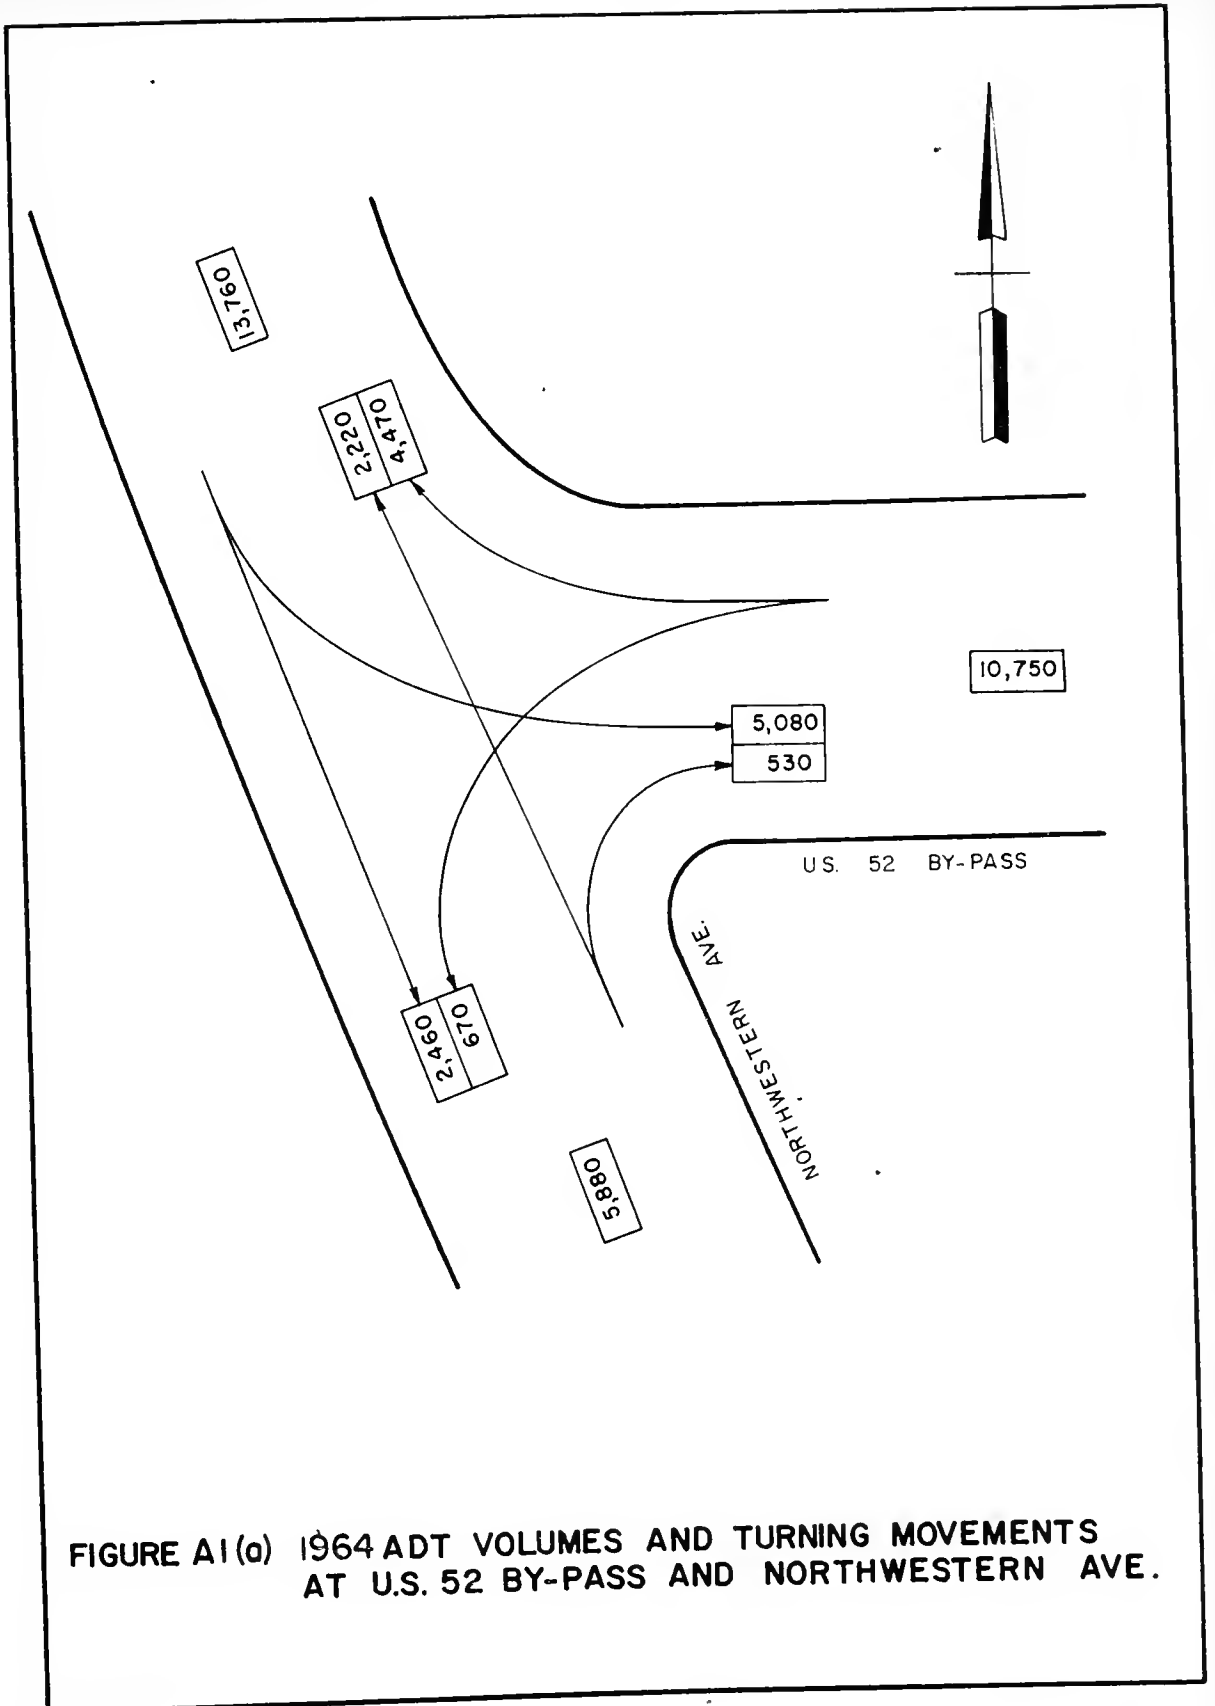 13,760
2,220
4,470
10,750
5,080
530
U.S. 52 BY-PASS
NORTHWESTERN AVE.
2,460
670
5,880
FIGURE A1(a) 1964 ADT VOLUMES AND TURNING MOVEMENTS
AT U.S. 52 BY-PASS AND NORTHWESTERN AVE.